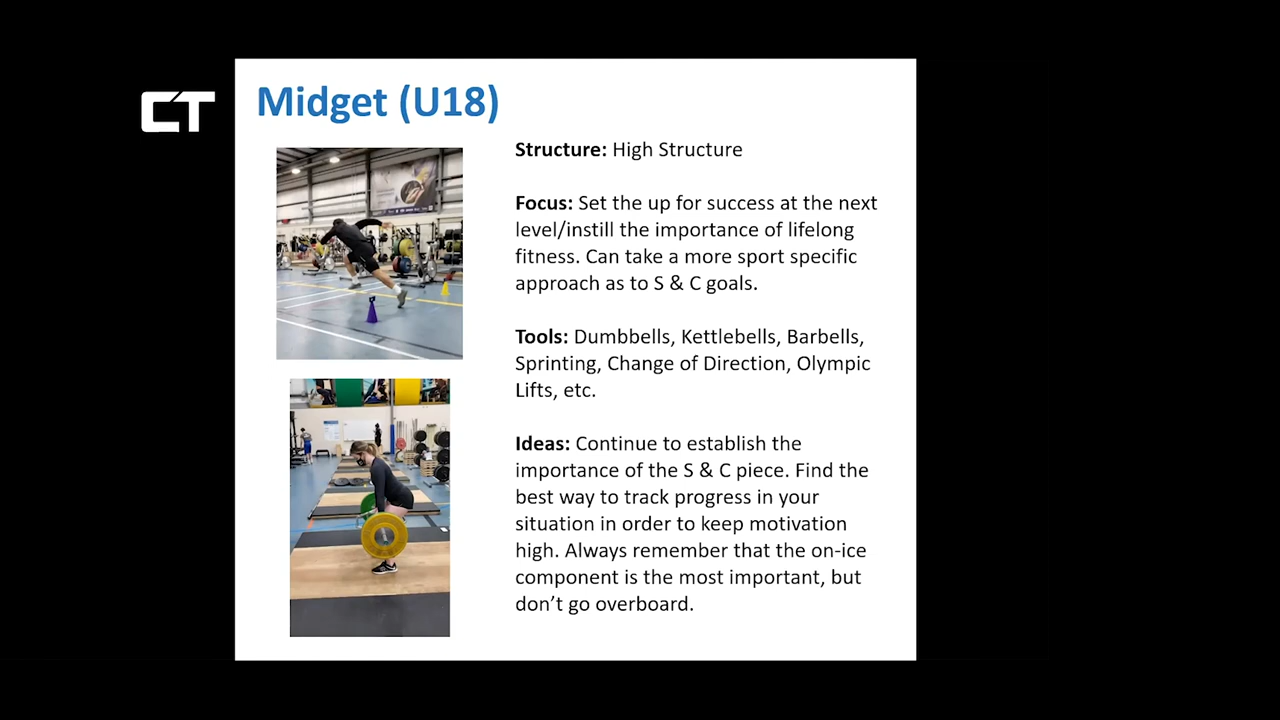 CT
Midget (U18)
Structure: High Structure
Focus: Set the up for success at the next
level/instill the importance of lifelong
fitness. Can take a more sport specific
approach as to S & C goals.
Tools: Dumbbells, Kettlebells, Barbells,
Sprinting, Change of Direction, Olympic
Lifts, etc.
Ideas: Continue to establish the
importance of the S & C piece. Find the
best way to track progress in your
situation in order to keep motivation
high. Always remember that the on-ice
component is the most important, but
don’t go overboard.